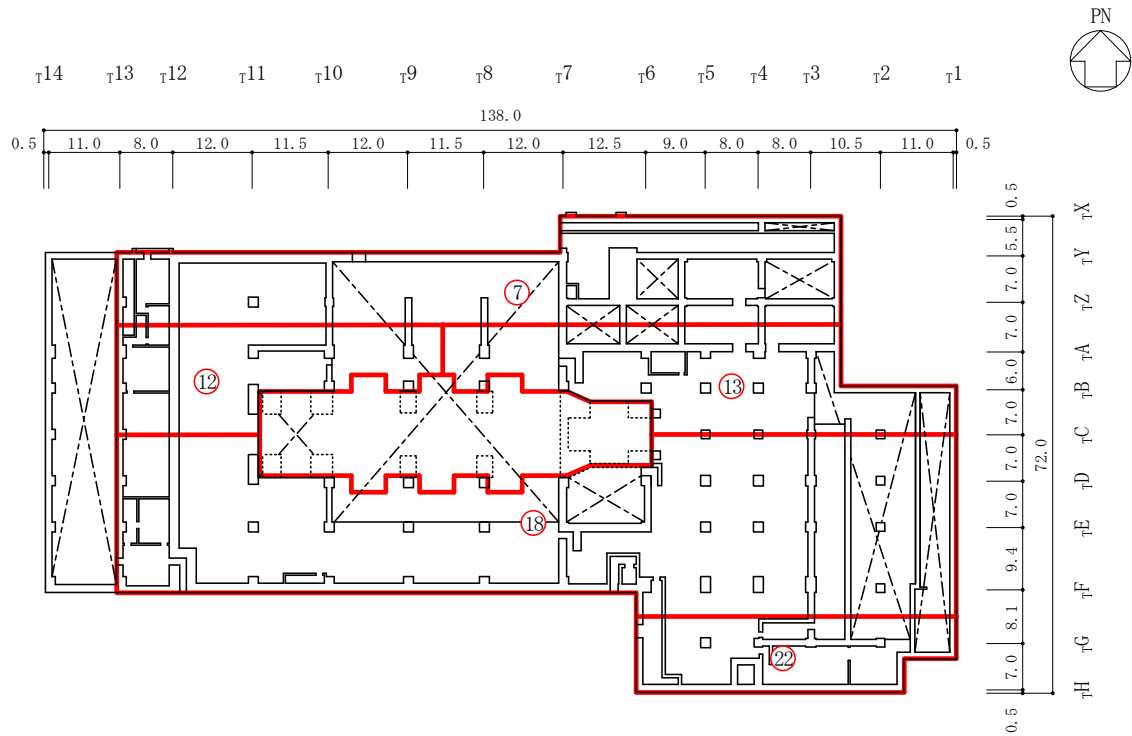 PN
T14 T13 T12 T11 T10 T9 T8 T7 T6 T5 T4 T3 T2 T1
138.0
0.5 11.0 8.0 12.0 11.5 12.0 11.5 12.0 12.5 9.0 8.0 8.0 10.5 11.0 0.5
0.5 TX
5.5
TY
7.0
TZ
7.0
TA
6.0
TB
7.0
TC
7.0
72.0
TD
7.0
TE
9.4
TF
8.1
TG
7.0
TH
0.5
7
12
13
18
22